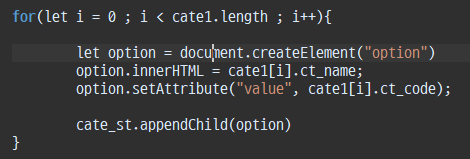 for(let i = 0 ; i < cate1.length ; i++){
let option = document.createElement("option")
option.innerHTML = cate1[i].ct_name;
option.setAttribute("value", cate1[i].ct_code);
cate_st.appendChild(option)
}